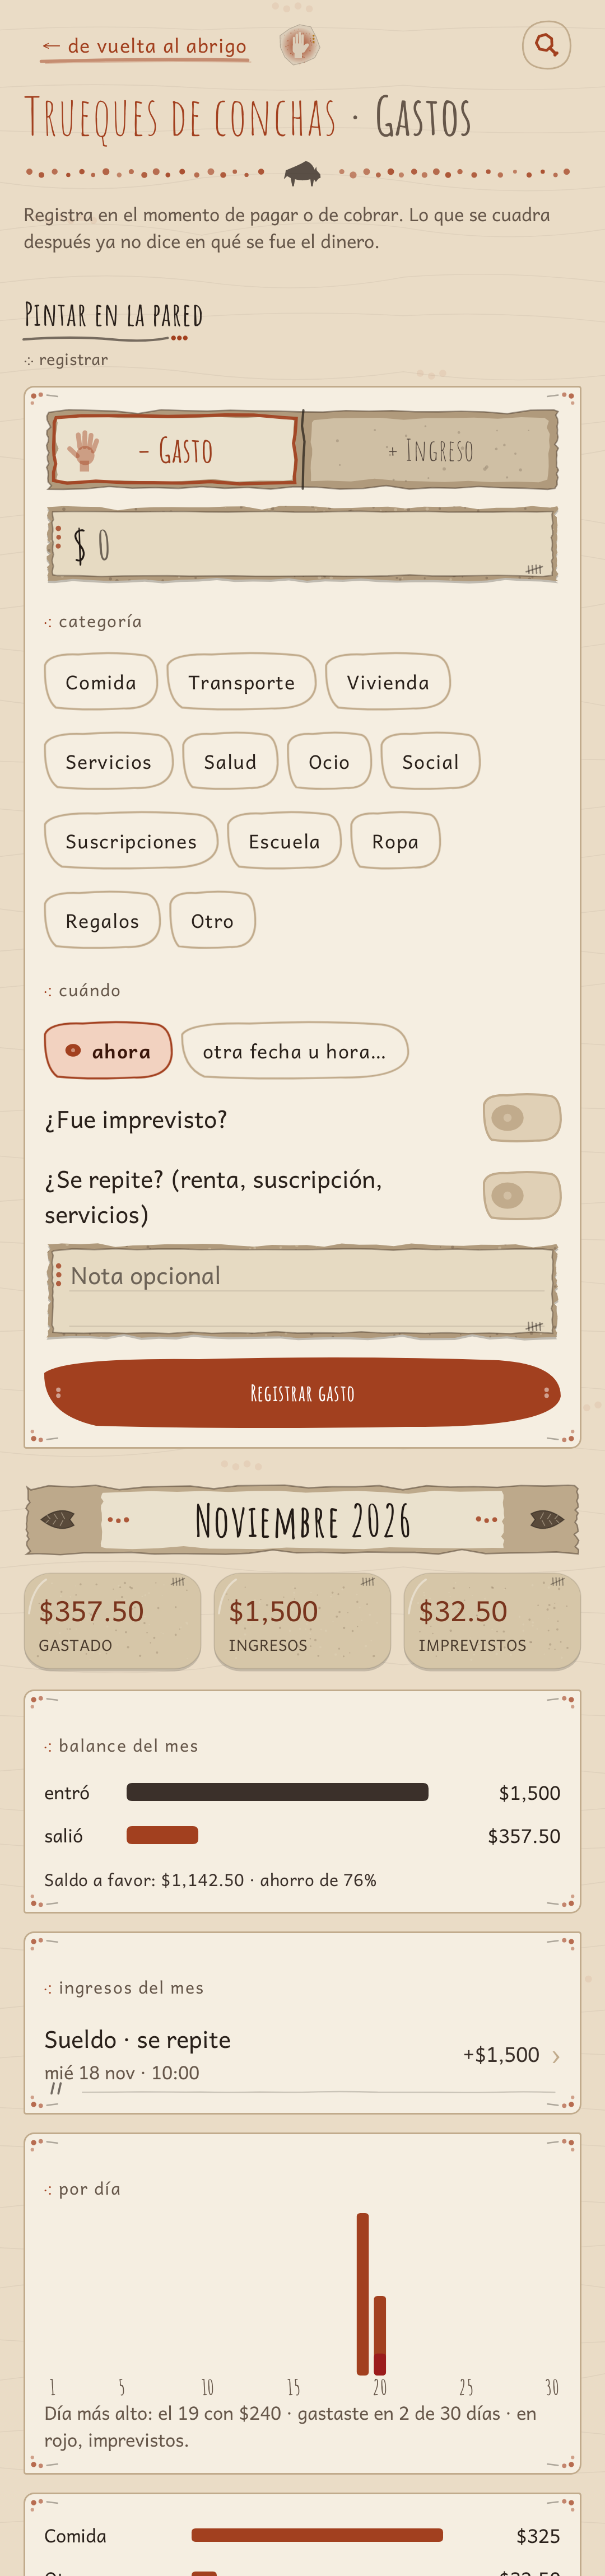 ← de vuelta al abrigo
Trueques de conchas · Gastos
Registra en el momento de pagar o de cobrar. Lo que se cuadra
después ya no dice en qué se fue el dinero.
Pintar en la pared
registrar
– Gasto
+ Ingreso
$ 0
categoría
Comida Transporte Vivienda
Servicios Salud Ocio Social
Suscripciones Escuela Ropa
Regalos Otro
cuándo
ahora otra fecha u hora...
¿Fue imprevisto?
¿Se repite? (renta, suscripción,
servicios)
Nota opcional
Registrar gasto
Noviembre 2026
$357.50 $1,500 $32.50
GASTADO INGRESOS IMPREVISTOS
balance del mes
entró $1,500
salió $357.50
Saldo a favor: $1,142.50 · ahorro de 76%
ingresos del mes
Sueldo · se repite
+$1,500 ›
mié 18 nov · 10:00
por día
1 5 10 15 20 25 30
Día más alto: el 19 con $240 · gastaste en 2 de 30 días · en
rojo, imprevistos.
Comida $325